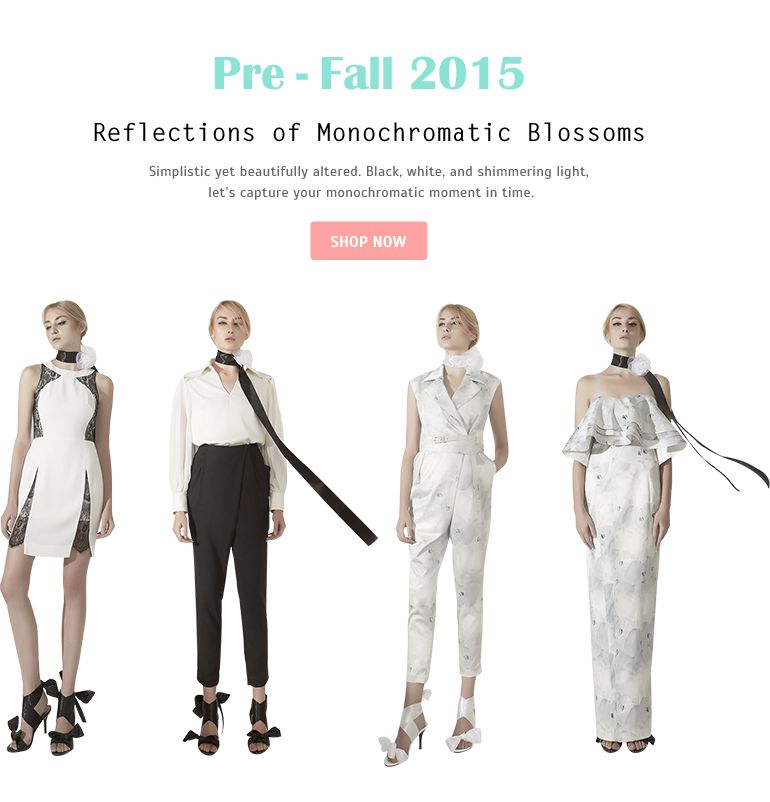 Pre - Fall 2015
Reflections of Monochromatic Blossoms
Simplistic yet beautifully altered. Black, white, and shimmering light,
let's capture your monochromatic moment in time.
SHOP NOW